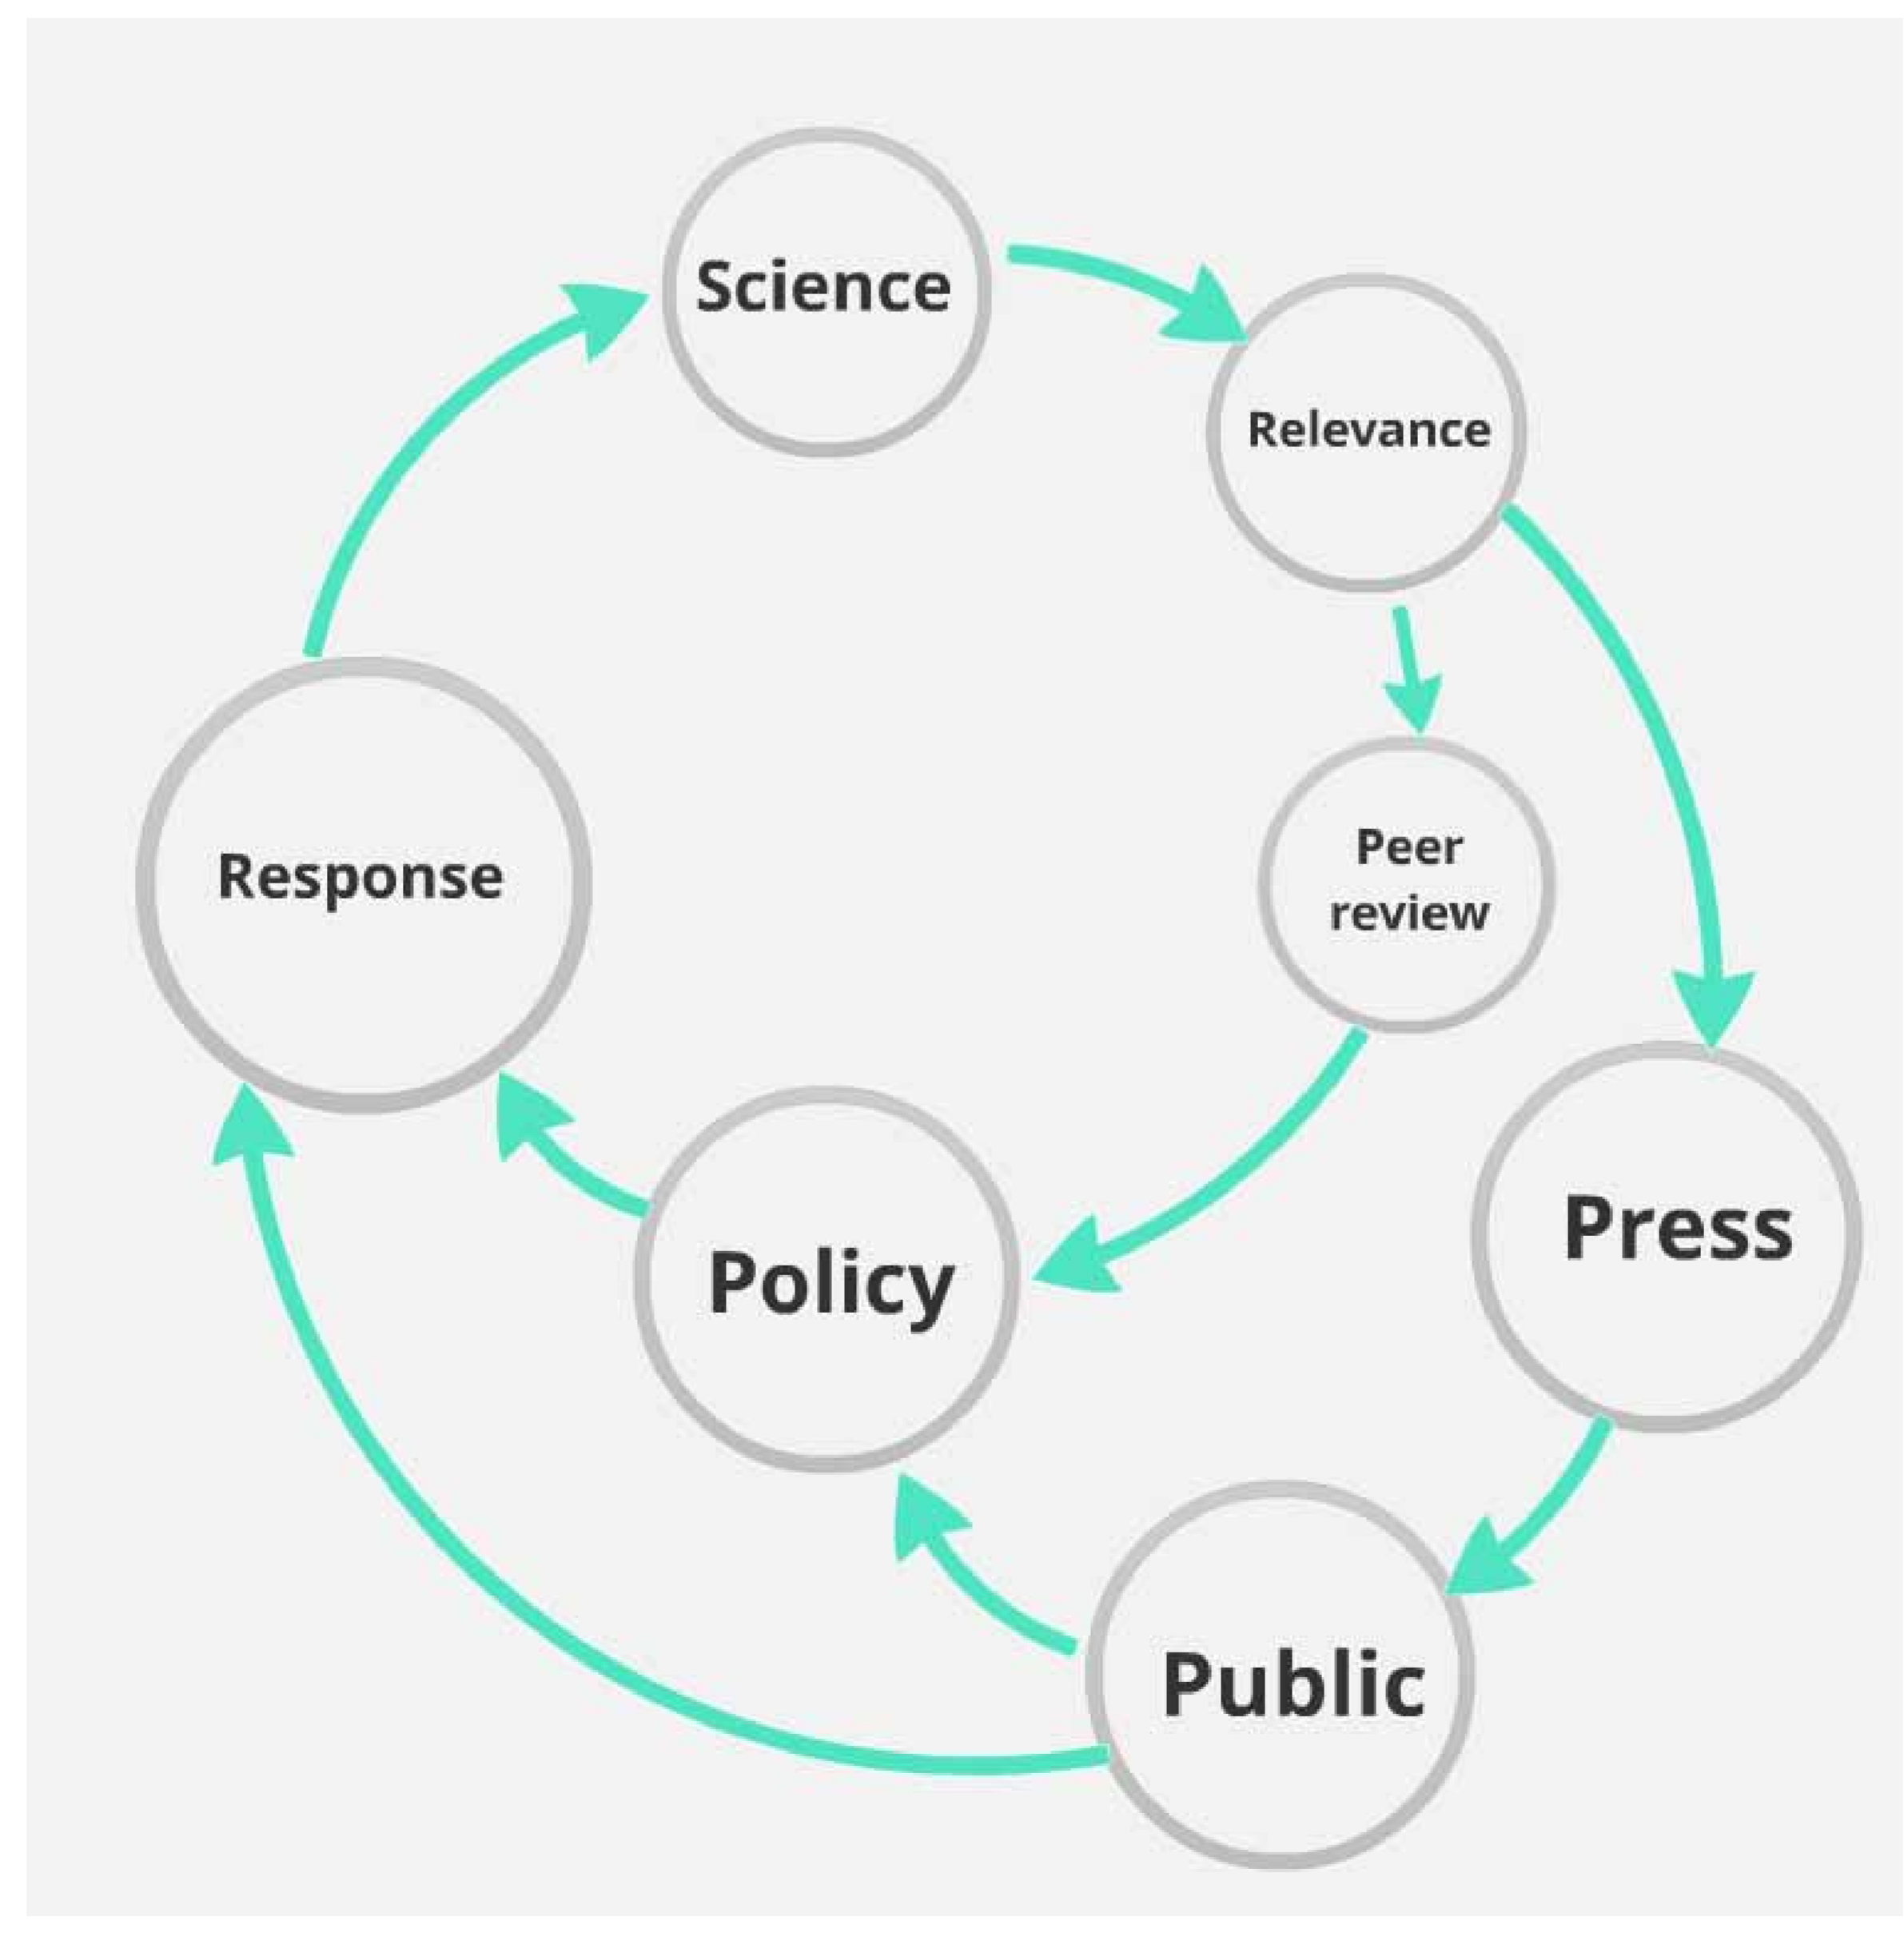 Science
Relevance
Response
Peer
review
Press
Policy
Public